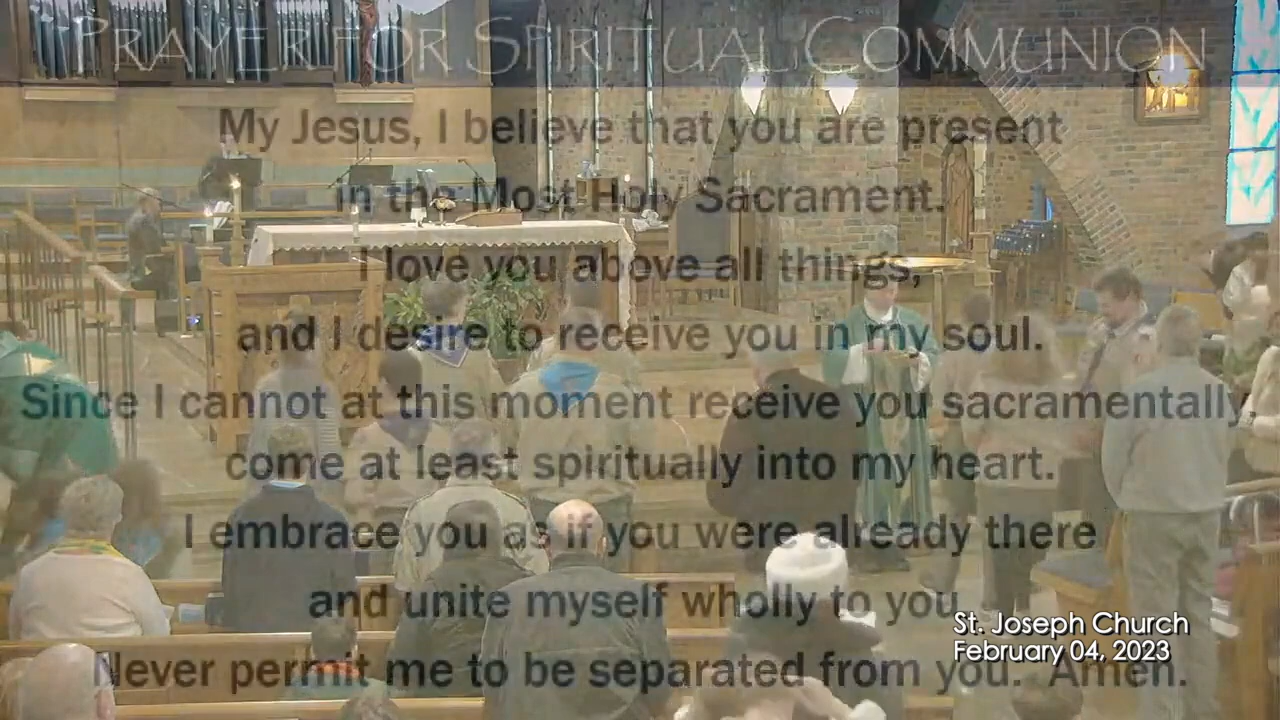 PRAYER FOR SPIRITUAL COMMUNION
My Jesus, I believe that you are present
in the Most Holy Sacrament.
I love you above all things,
and I desire to receive you in my soul.
Since I cannot at this moment receive you sacramentally,
come at least spiritually into my heart.
I embrace you as if you were already there
and unite myself wholly to you.
Never permit me to be separated from you. Amen.
St. Joseph Church
February 04, 2023